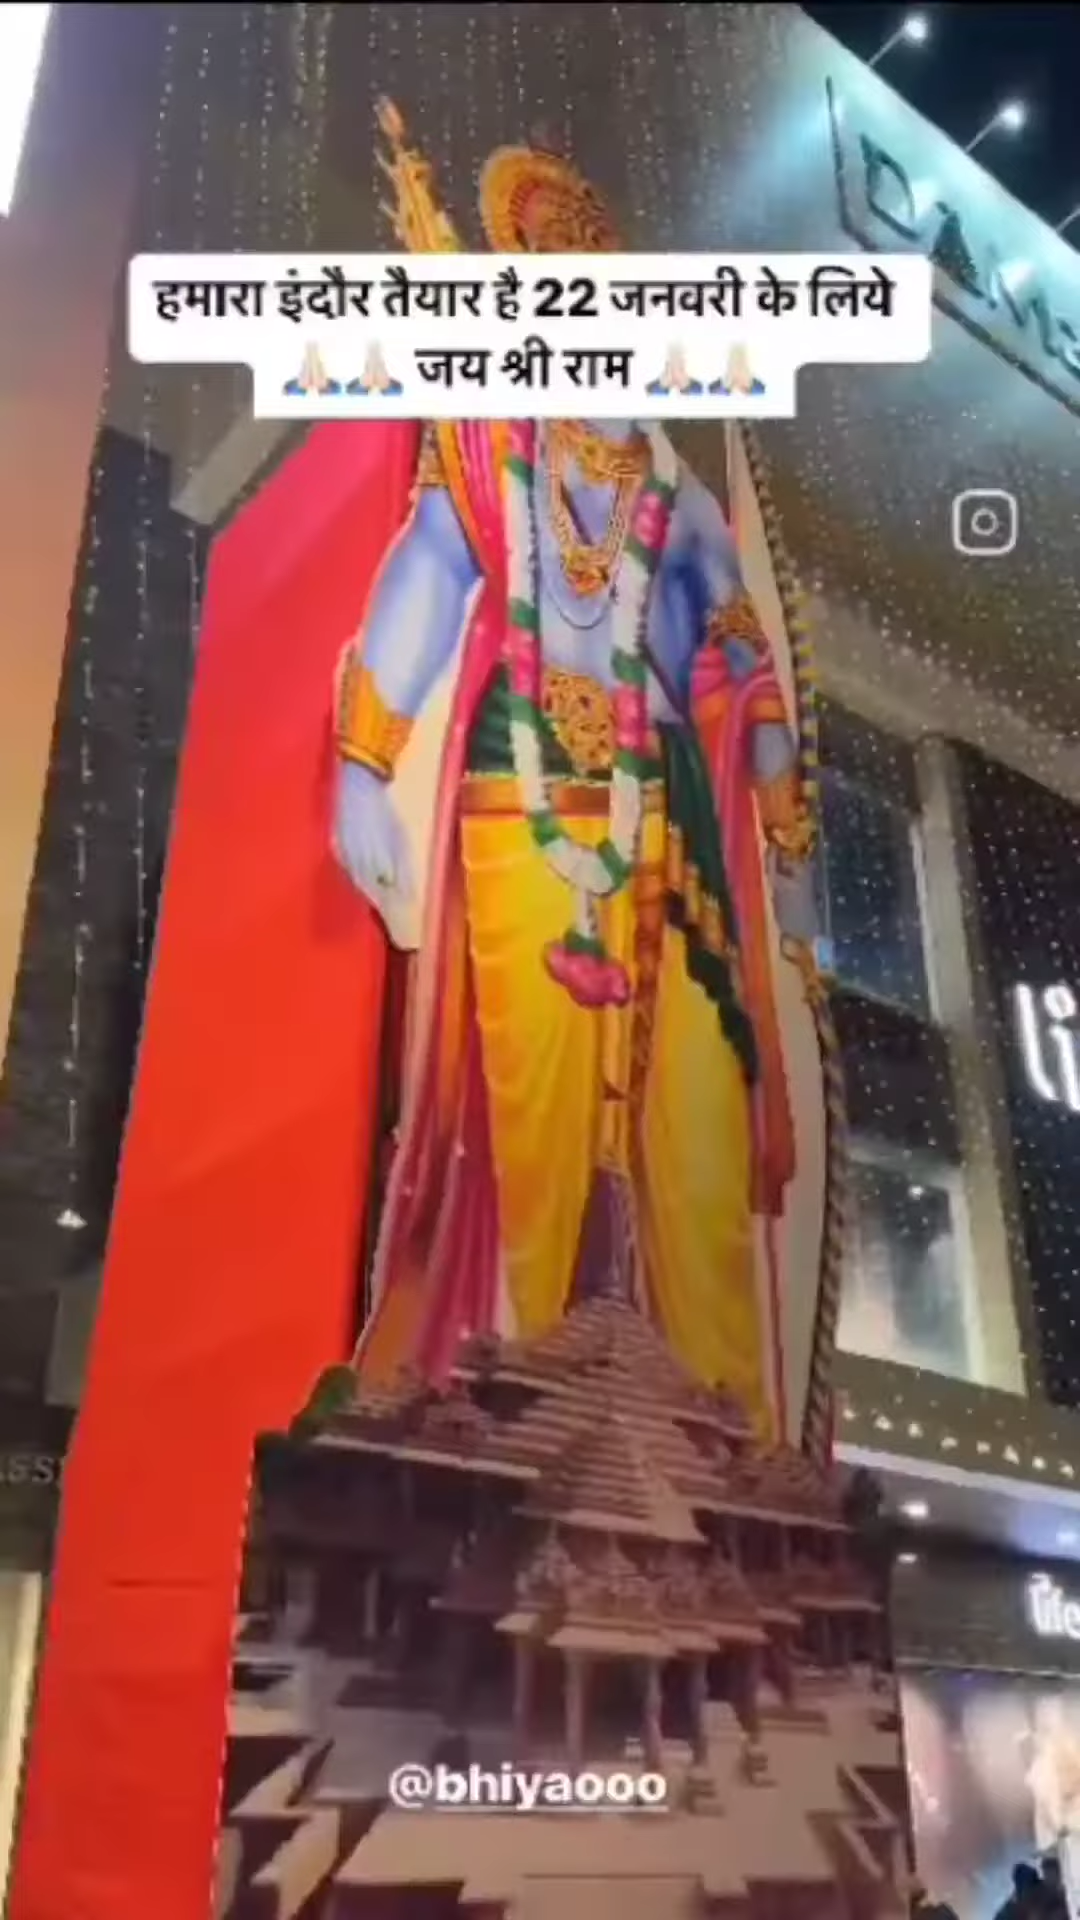 हमारा इंदौर तैयार है 22 जनवरी के लिये
🙏🏻🙏🏻 जय श्री राम 🙏🏻🙏🏻
@bhiyaooo